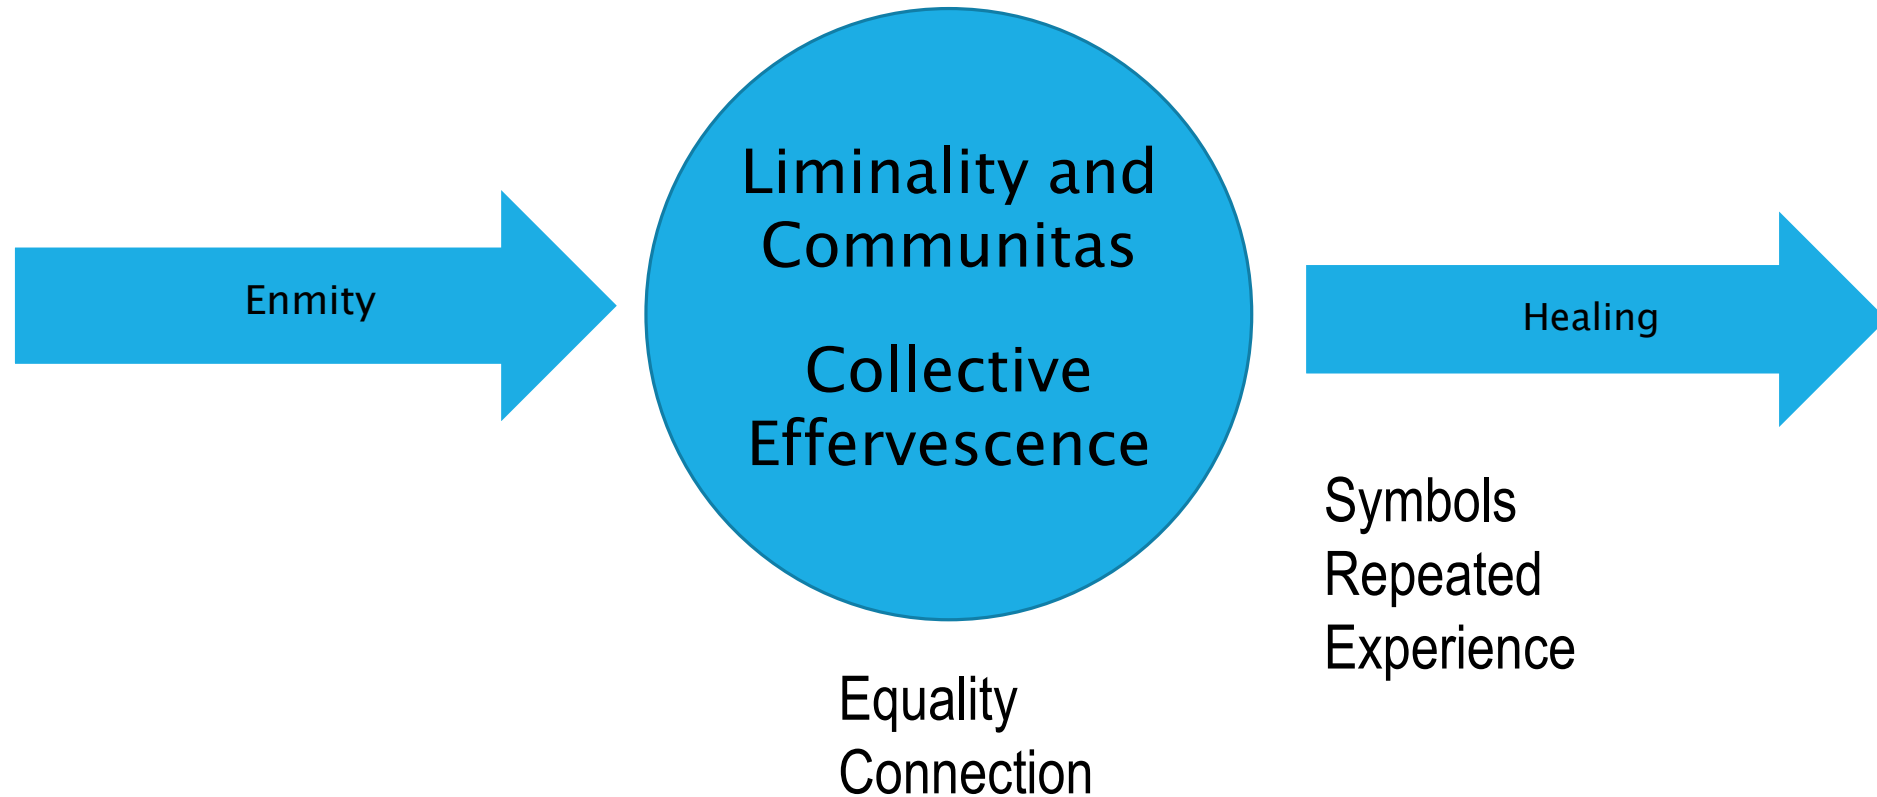 Enmity
Liminality and
Communitas
Collective
Effervescence
Healing
Symbols
Repeated
Experience
Equality
Connection